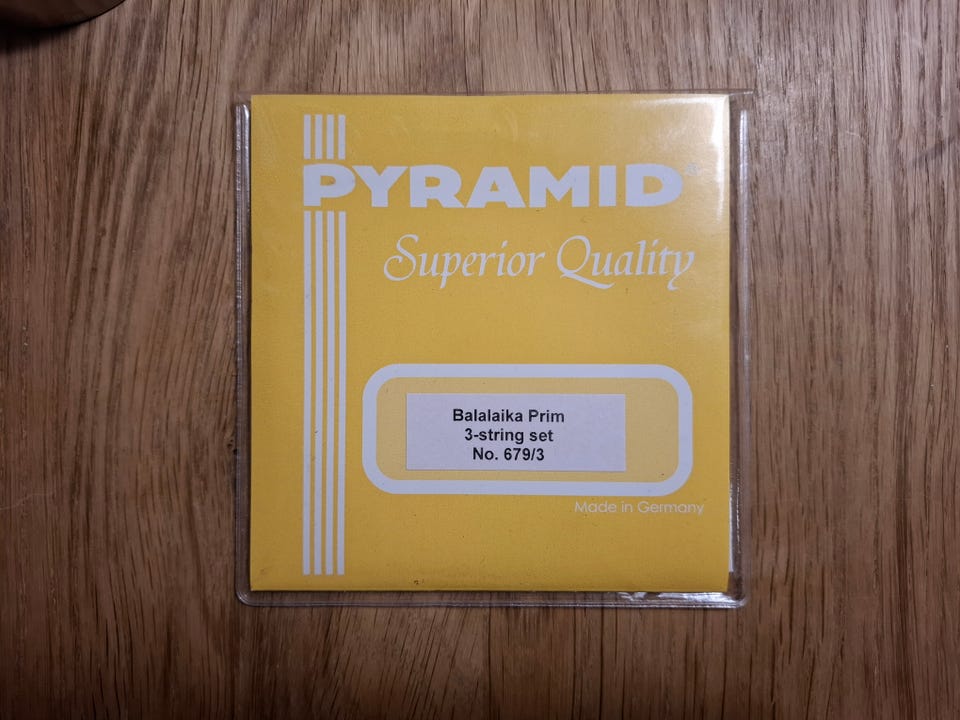 PYRAMID
Superior Quality
Balalaika Prim
3-string set
No. 679/3
Made in Germany